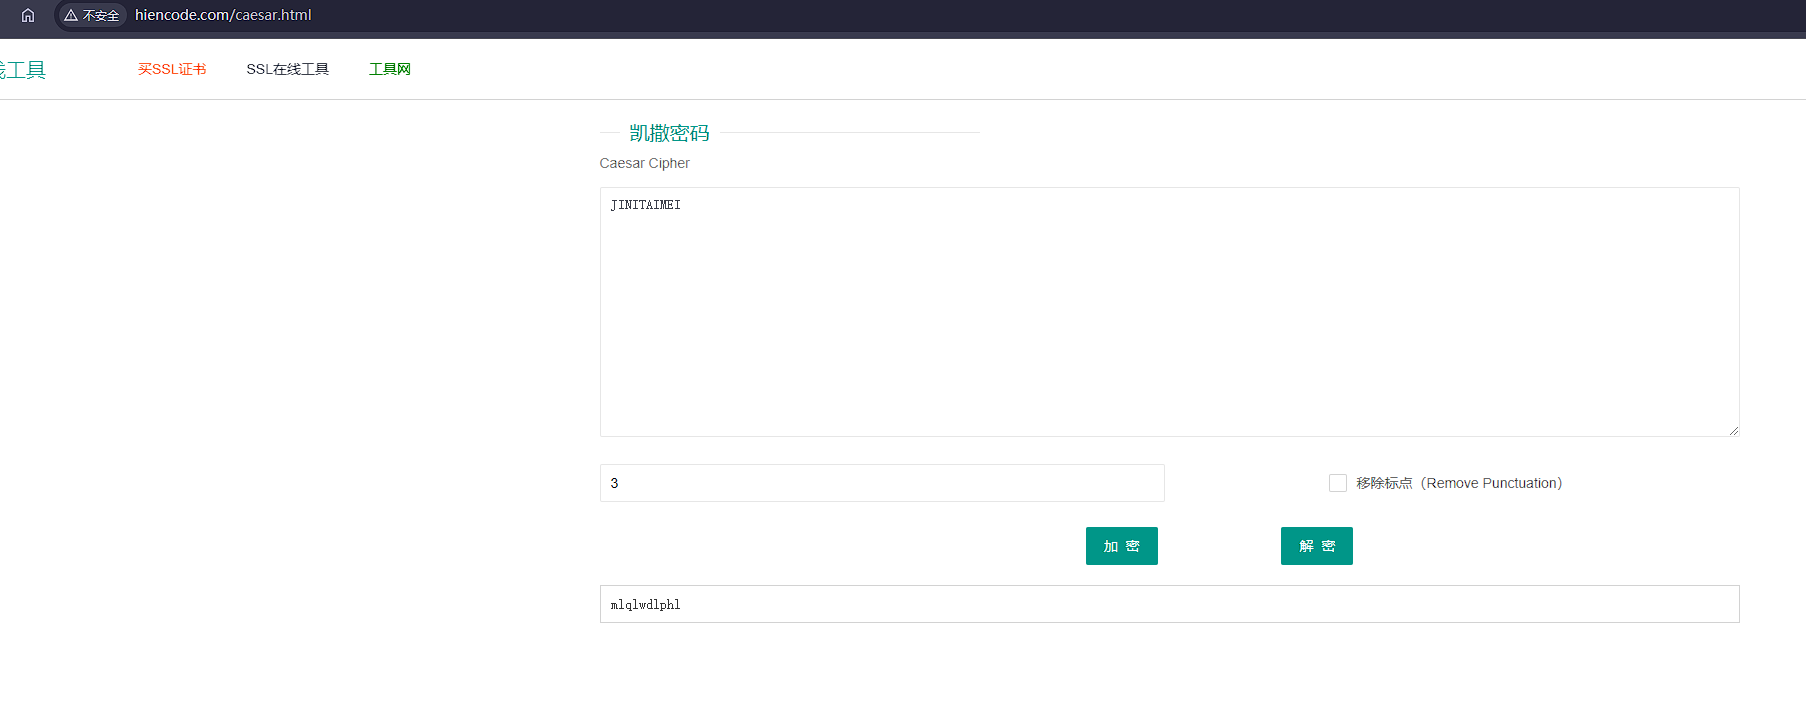 不安全 hiencode.com/caesar.html
线工具 买SSL证书 SSL在线工具 工具网
凯撒密码
Caesar Cipher
JINITAIMEI
3 移除标点（Remove Punctuation）
加 密 解 密
mlqlwdlphl